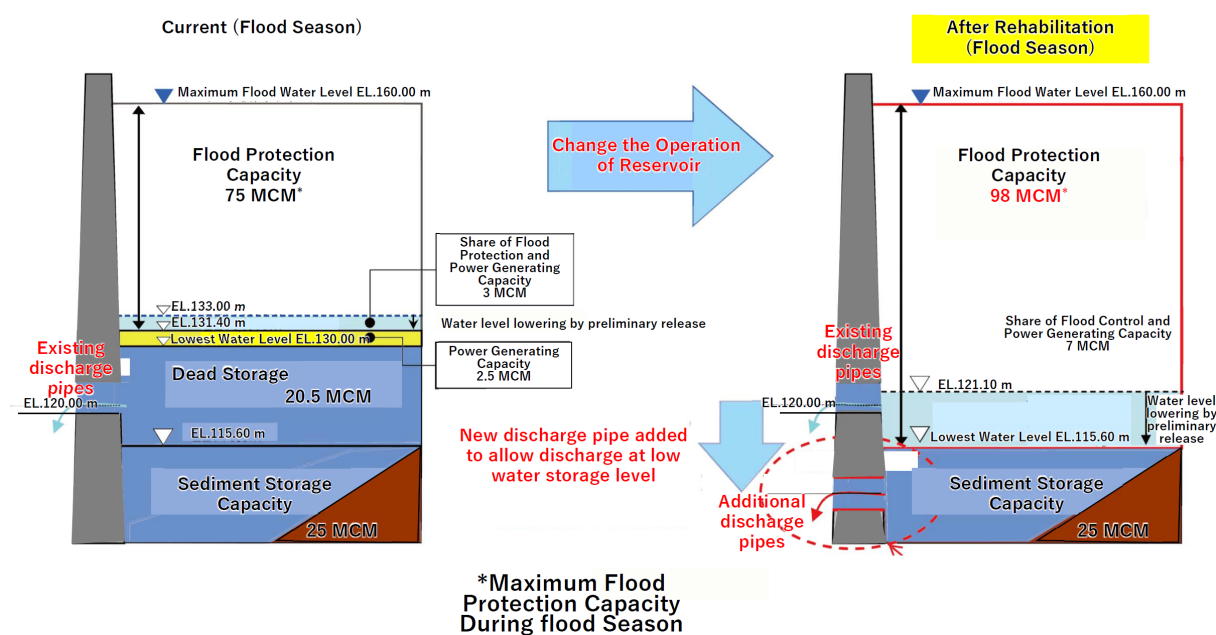 Current (Flood Season)
Maximum Flood Water Level EL.160.00 m
Flood Protection
Capacity
75 MCM*
Share of Flood
Protection and
Power Generating
Capacity
3 MCM
EL.133.00 m
EL.131.40 m
Water level lowering by preliminary release
Lowest Water Level EL.130.00 m
Power Generating
Capacity
2.5 MCM
Existing
discharge
pipes
Dead Storage
20.5 MCM
EL.120.00 m
EL.115.60 m
Sediment Storage
Capacity
25 MCM
Change the Operation
of Reservoir
New discharge pipe added
to allow discharge at low
water storage level
After Rehabilitation
(Flood Season)
Maximum Flood Water Level EL.160.00 m
Flood Protection
Capacity
98 MCM*
Share of Flood Control and
Power Generating Capacity
7 MCM
Existing
discharge
pipes
EL.121.10 m
EL.120.00 m
Water level
lowering by
preliminary
release
Lowest Water Level EL.115.60 m
Additional
discharge
pipes
Sediment Storage
Capacity
25 MCM
*Maximum Flood
Protection Capacity
During flood Season